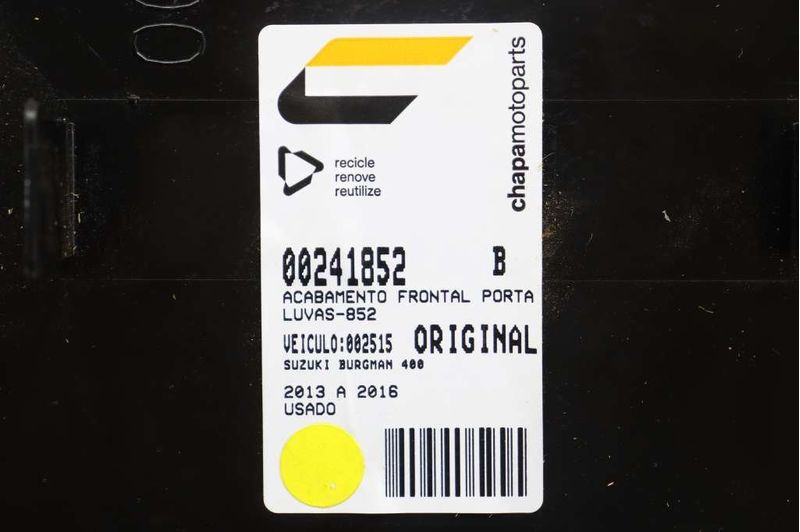 chapamotoparts
recicle
renove
reutilize
00241852 B
ACABAMENTO FRONTAL PORTA
LUVAS-852
VEICULO:002515 ORIGINAL
SUZUKI BURGMAN 400
2013 A 2016
USADO